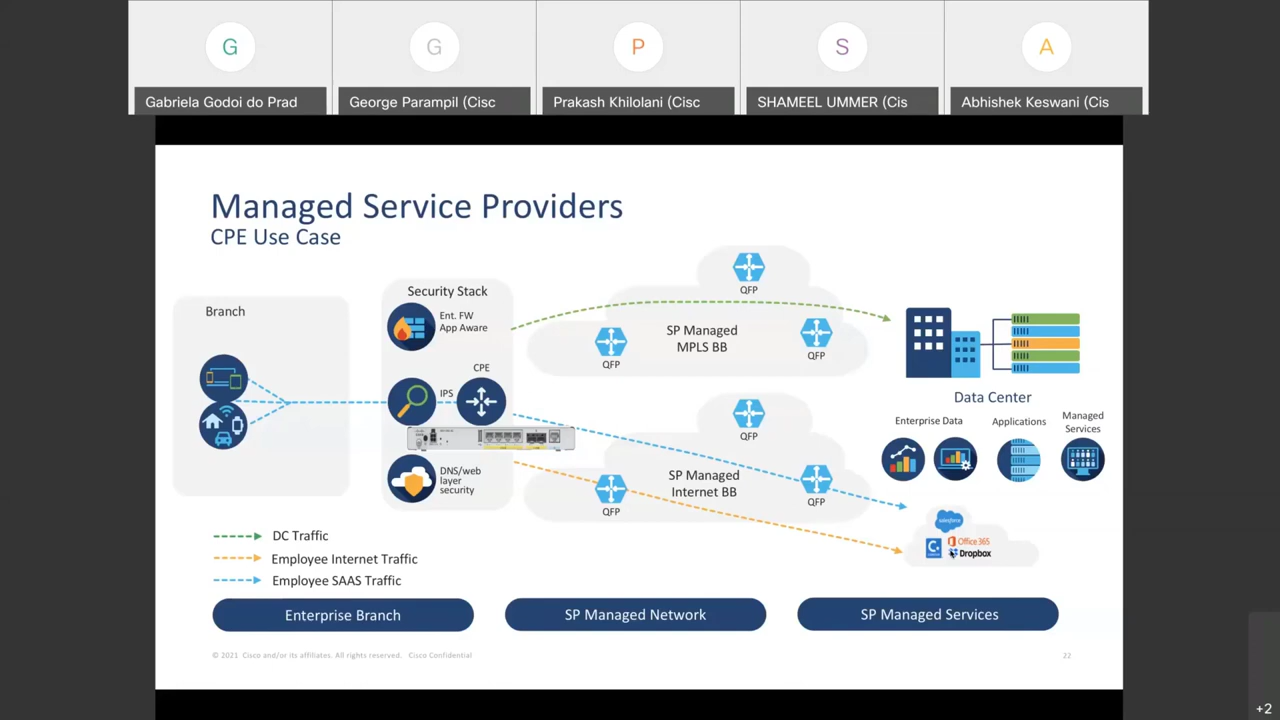 G
G
P
S
A
Gabriela Godoi do Prad
George Parampil (Cisc
Prakash Khilolani (Cisc
SHAMEEL UMMER (Cis
Abhishek Keswani (Cis
Managed Service Providers
CPE Use Case
Branch
Security Stack
Ent. FW
App Aware
CPE
IPS
DNS/web
layer
security
QFP
SP Managed
MPLS BB
QFP
QFP
QFP
SP Managed
Internet BB
QFP
QFP
Data Center
Enterprise Data
Applications
Managed
Services
salesforce
Office 365
Dropbox
DC Traffic
Employee Internet Traffic
Employee SAAS Traffic
Enterprise Branch
SP Managed Network
SP Managed Services
© 2021 Cisco and/or its affiliates. All rights reserved. Cisco Confidential
22
+2